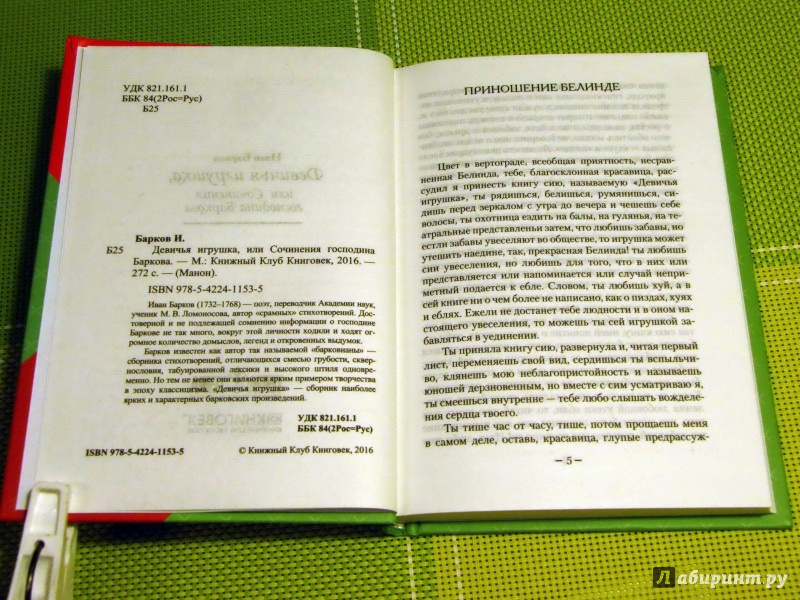 УДК 821.161.1
ББК 84(2Рос=Рус)
Б25
Барков И.
Б25 Девичья игрушка, или Сочинения господина
Баркова. — М.: Книжный Клуб Книговек, 2016. —
272 с. — (Манон).
ISBN 978-5-4224-1153-5
Иван Барков (1732–1768) — поэт, переводчик Академии наук,
ученик М. В. Ломоносова, автор «срамных» стихотворений. Дос-
товерной и не подлежащей сомнению информации о господине
Баркове не так много, вокруг этой личности ходили и ходят ог-
ромное количество домыслов, легенд и откровенных выдумок.
Барков известен как автор так называемой «барковианы» —
сборника стихотворений, отличающихся смесью грубости, сквер-
нословия, табуированной лексики и высокого штиля одновре-
менно. Но тем не менее они являются ярким примером творчества
в эпоху классицизма. «Девичья игрушка» — сборник наиболее
ярких и характерных барковских произведений.
УДК 821.161.1
ББК 84(2Рос=Рус)
ISBN 978-5-4224-1153-5
© Книжный Клуб Книговек, 2016
ПРИНОШЕНИЕ БЕЛИНДЕ
Цвет в вертограде, всеобщая приятность, несрав-
ненная Белинда, тебе, благосклонная красавица, рас-
судил я принесть книгу сию, называемую «Девичья
игрушка», ты рядишься, белишься, румянишься, си-
дишь перед зеркалом с утра до вечера и чешешь себе
волосы, ты охотница ездить на балы, на гулянья, на те-
атральные представленьи затем, что любишь забавы,
но естли забавы увеселяют во обществе, то игрушка может
утешить наедине, так, прекрасная Белинда! ты любишь
сии увеселения, но любишь для того, что в них или пред-
ставляется или напоминается или случай неприме-
тный подается к ебле. Словом, ты любишь хуй, а в
сей книге ни о чем более не написано, как о пиздах, хуях
и еблях. Ежели не достанет тебе людности и в оном на-
стоящего увеселения, то можешь ты сей игрушкой за-
бавляться в уединении.
Ты приняла книгу сию, развернула и, читая первый
лист, переменяешь свой вид, сердишься ты вспыльчи-
во, клянешь мою неблагопристойность и называешь
юношей дерзновенным, но вместе с сим усматриваю я,
ты смеешься внутренне — тебе любо слышать вожделе-
ния сердца твоего.
Ты тише час от часу, тише, потом прощаешь меня
в самом деле, оставь, красавица, глупые предрассуж-
– 5 –
Лабиринт.ру